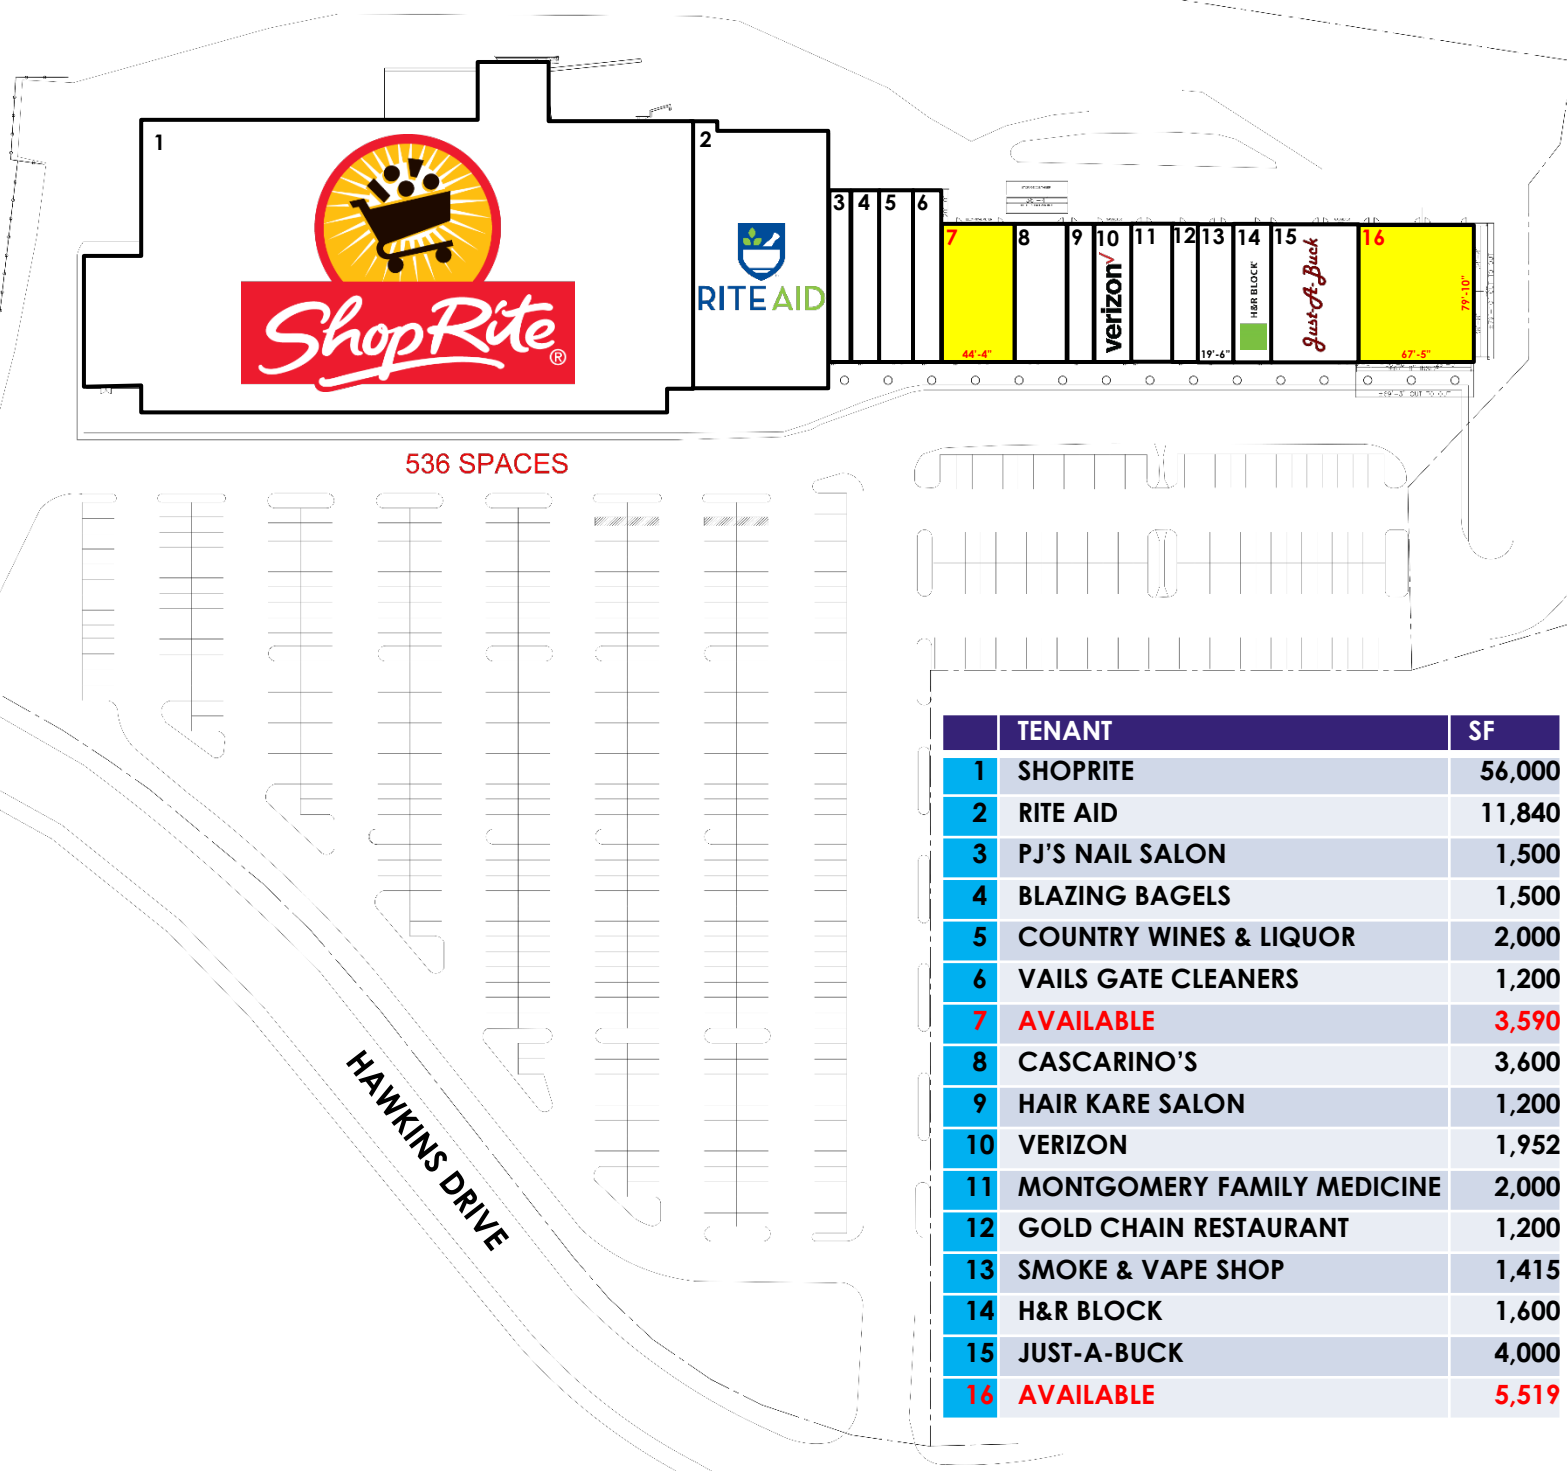 1
2
3 4 5 6
7 8 9 10 11 12 13 14 15 16
ShopRite®
RITE AID
verizon✓
H&R BLOCK
Just-A-Buck
79'-10"
44'-4"
19'-6"
67'-5"
536 SPACES
HAWKINS DRIVE
TENANT SF
1 SHOPRITE 56,000
2 RITE AID 11,840
3 PJ’S NAIL SALON 1,500
4 BLAZING BAGELS 1,500
5 COUNTRY WINES & LIQUOR 2,000
6 VAILS GATE CLEANERS 1,200
7 AVAILABLE 3,590
8 CASCARINO’S 3,600
9 HAIR KARE SALON 1,200
10 VERIZON 1,952
11 MONTGOMERY FAMILY MEDICINE 2,000
12 GOLD CHAIN RESTAURANT 1,200
13 SMOKE & VAPE SHOP 1,415
14 H&R BLOCK 1,600
15 JUST-A-BUCK 4,000
16 AVAILABLE 5,519